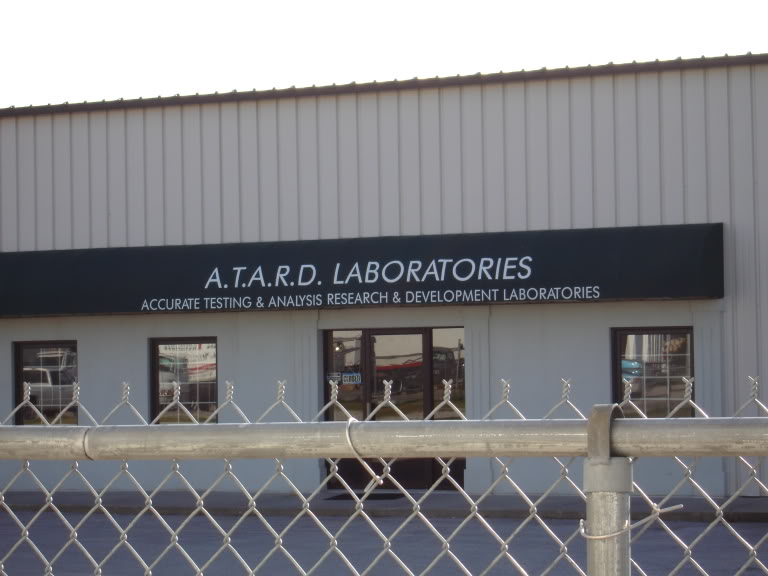 A.T.A.R.D. LABORATORIES
ACCURATE TESTING & ANALYSIS RESEARCH & DEVELOPMENT LABORATORIES